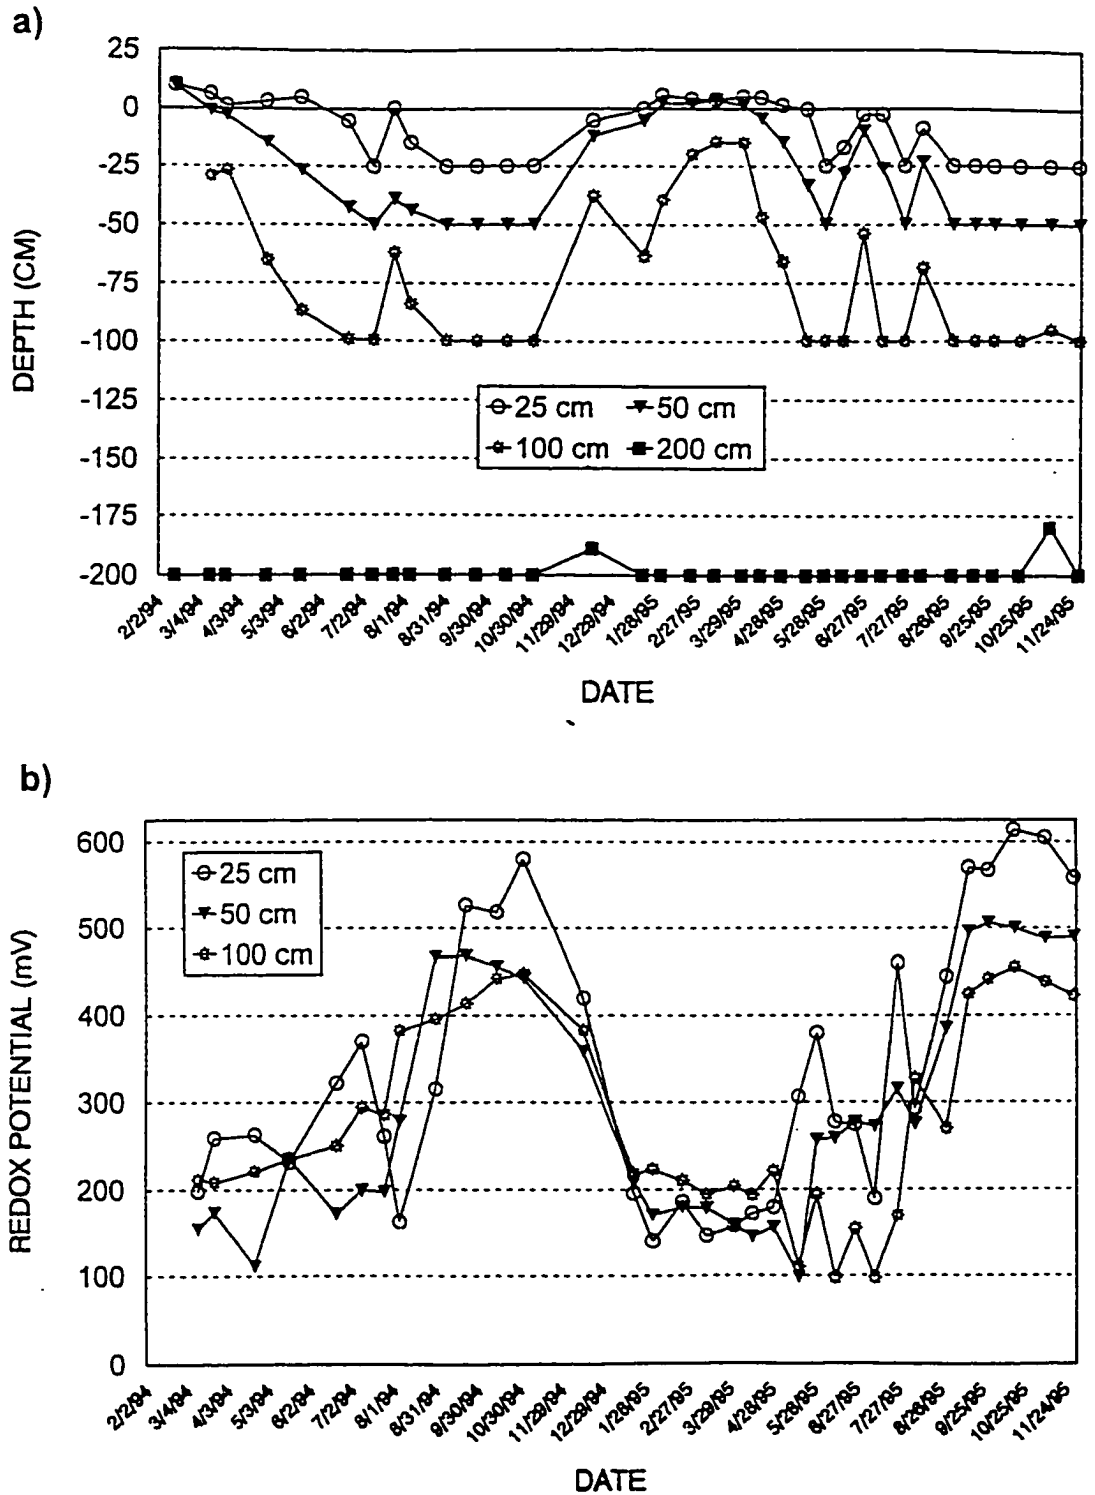 a)
25
0
-25
-50
-75
-100
-125
-150
-175
-200
DEPTH (CM)
25 cm 50 cm
100 cm 200 cm
2/2/94 3/4/94 4/3/94 5/3/94 6/2/94 7/2/94 8/1/94 8/31/94 9/30/94 10/30/94 11/29/94 12/29/94 1/28/95 2/27/95 3/29/95 4/28/95 5/28/95 6/27/95 7/27/95 8/28/95 9/25/95 10/25/95 11/24/95
DATE
b)
600
500
400
300
200
100
0
REDOX POTENTIAL (mV)
25 cm
50 cm
100 cm
2/2/94 3/4/94 4/3/94 5/3/94 6/2/94 7/2/94 8/1/94 8/31/94 9/30/94 10/30/94 11/29/94 12/29/94 1/28/95 2/27/95 3/29/95 4/28/95 5/28/95 6/27/95 7/27/95 8/28/95 9/25/95 10/25/95 11/24/95
DATE